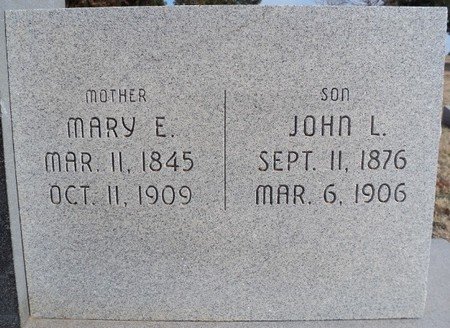 MOTHER
MARY E.
MAR. 11, 1845
OCT. 11, 1909
SON
JOHN L.
SEPT. 11, 1876
MAR. 6, 1906